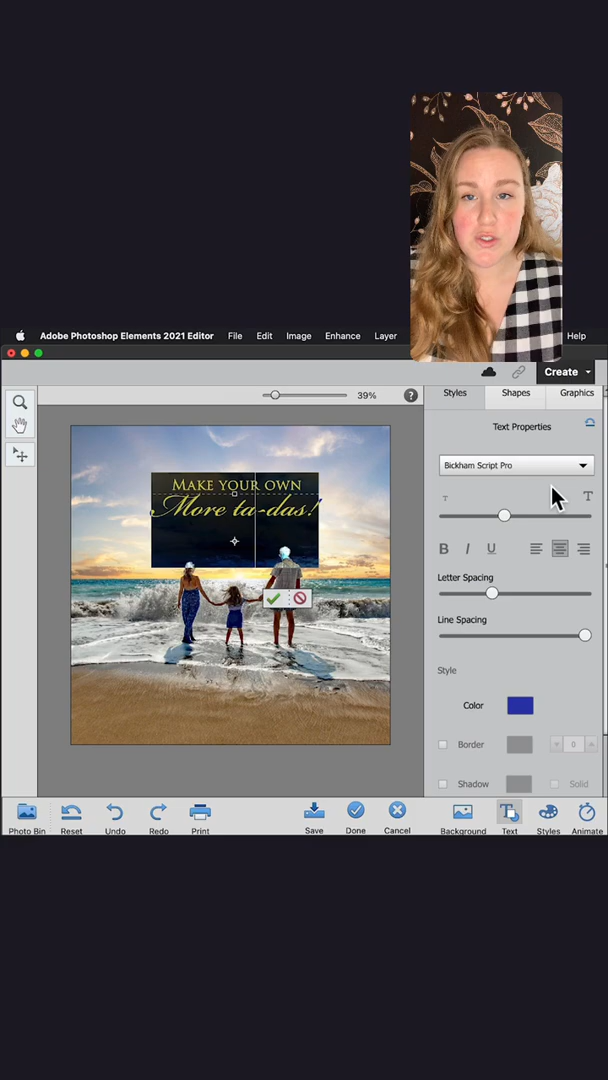 Adobe Photoshop Elements 2021 Editor File Edit Image Enhance Layer Help
Create
39% ?
Styles Shapes Graphics
Text Properties
Bickham Script Pro
T T
B I U
Letter Spacing
Line Spacing
Style
Color
Border 0
Shadow Solid
MAKE YOUR OWN
More ta-das!
Photo Bin Reset Undo Redo Print Save Done Cancel Background Text Styles Animate